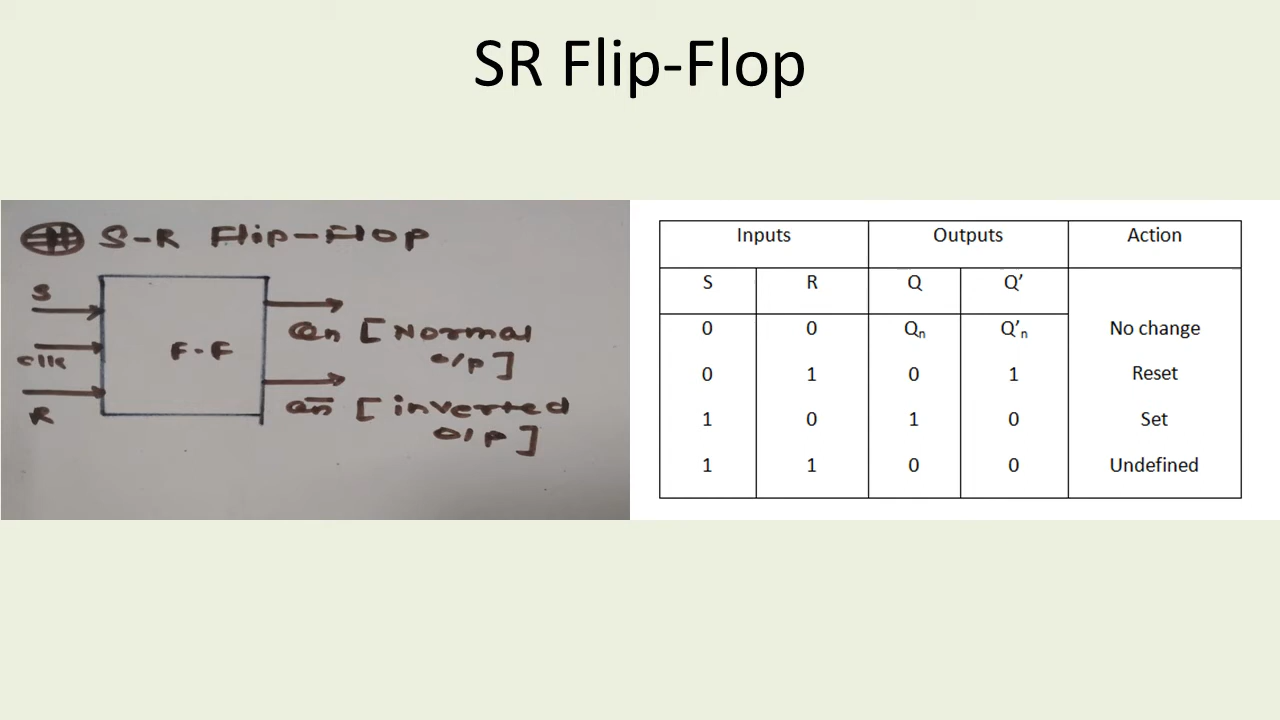 SR Flip-Flop
S-R Flip-Flop
S
clk
R
F-F
Qn [Normal
o/p]
Q̅n̅ [inverted
o/p]
Inputs Outputs Action
S R Q Q’
0 0 Qn Q’n No change
0 1 0 1 Reset
1 0 1 0 Set
1 1 0 0 Undefined